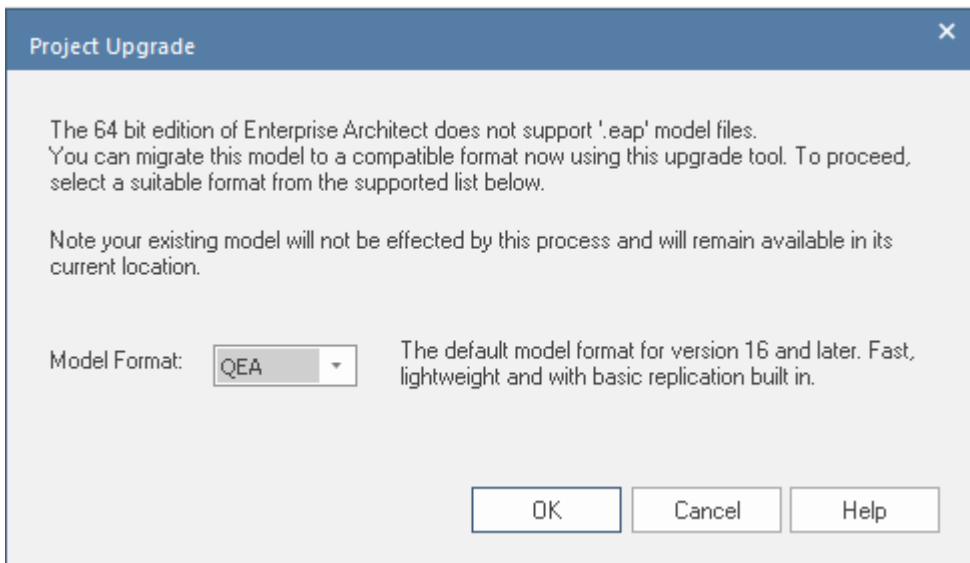 Project Upgrade
The 64 bit edition of Enterprise Architect does not support '.eap' model files.
You can migrate this model to a compatible format now using this upgrade tool. To proceed,
select a suitable format from the supported list below.
Note your existing model will not be effected by this process and will remain available in its
current location.
Model Format:
QEA
The default model format for version 16 and later. Fast,
lightweight and with basic replication built in.
OK
Cancel
Help